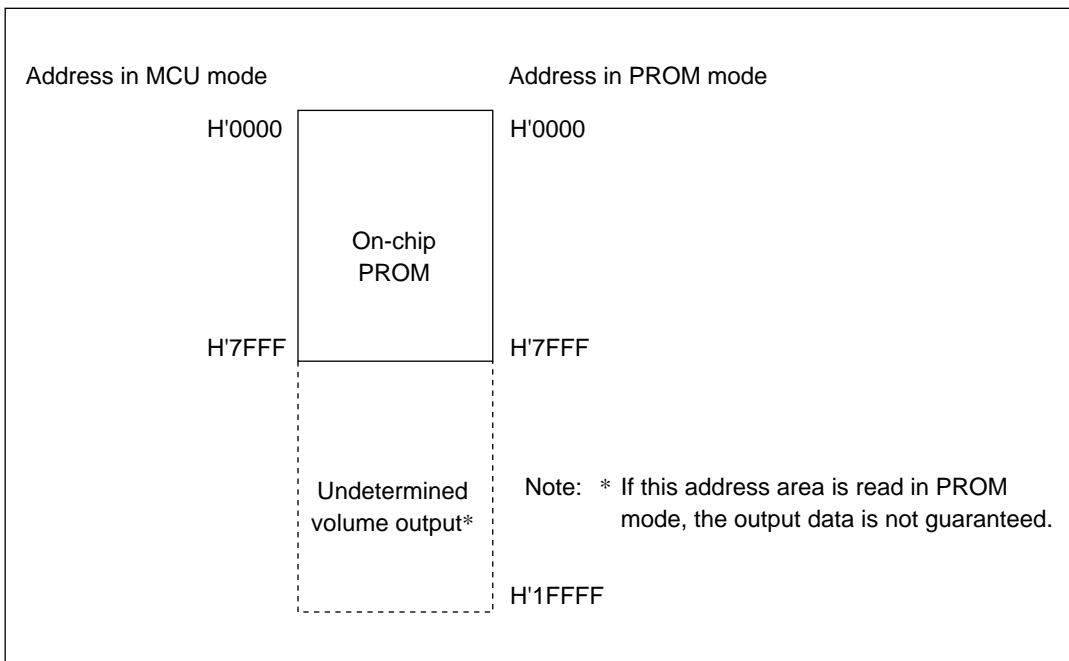 Address in MCU mode
Address in PROM mode
H'0000
H'0000
On-chip
PROM
H'7FFF
H'7FFF
Undetermined
volume output*
Note: * If this address area is read in PROM
mode, the output data is not guaranteed.
H'1FFFF